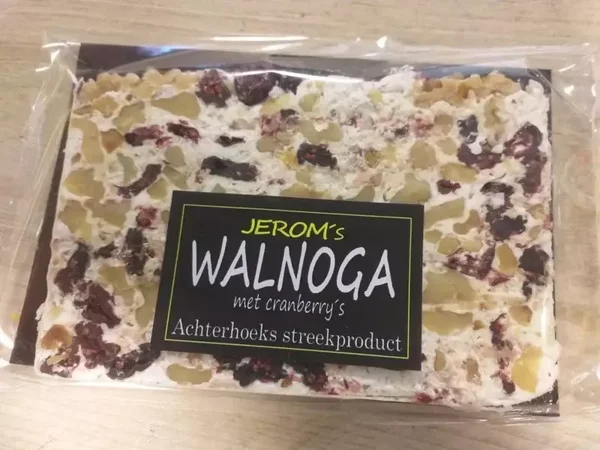 JEROM´s
WALNOGA
met cranberry´s
Achterhoeks streekproduct